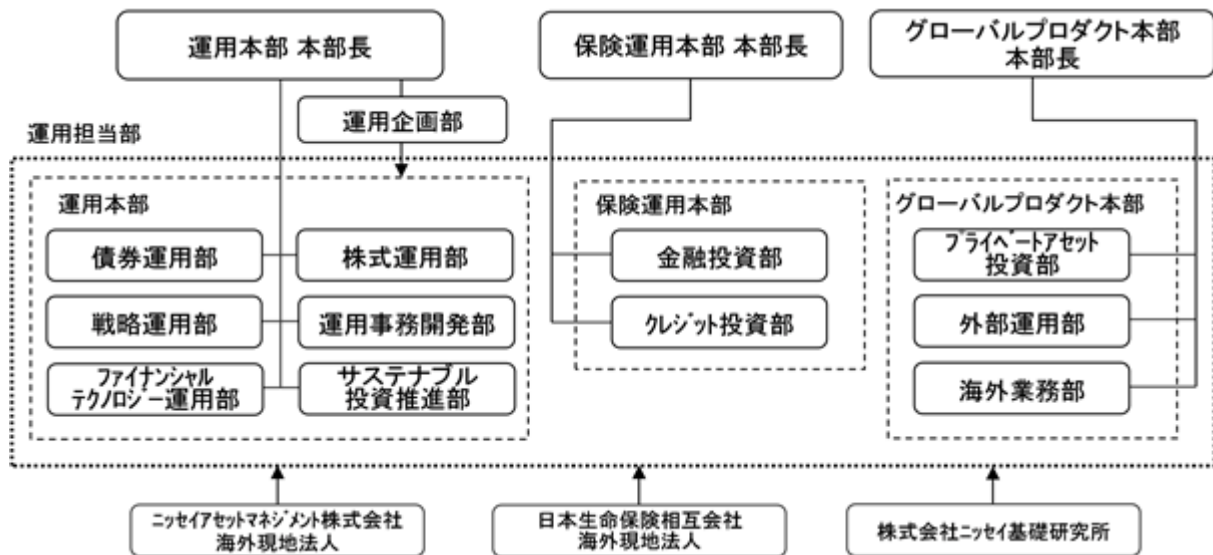 運用本部 本部長
保険運用本部 本部長
グローバルプロダクト本部
本部長
運用企画部
運用担当部
運用本部
債券運用部
株式運用部
戦略運用部
運用事務開発部
ファイナンシャル
テクノロジー運用部
サステナブル
投資推進部
保険運用本部
金融投資部
クレジット投資部
グローバルプロダクト本部
プライベートアセット
投資部
外部運用部
海外業務部
ニッセイアセットマネジメント株式会社
海外現地法人
日本生命保険相互会社
海外現地法人
株式会社ニッセイ基礎研究所